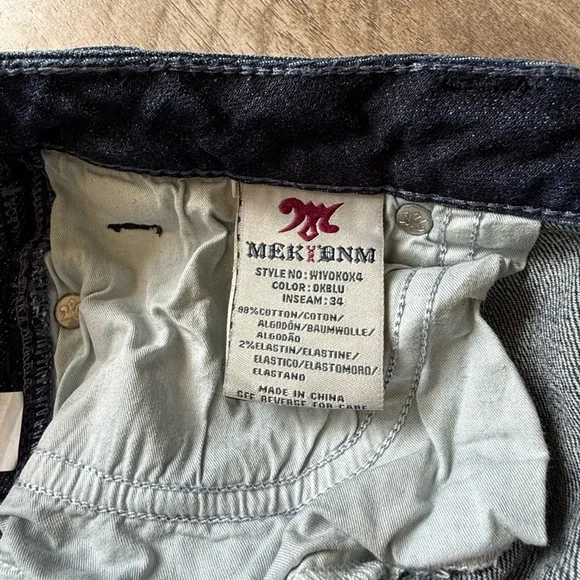 MEK DNM
STYLE NO: WIYOKOX4
COLOR: DKBLU
INSEAM: 34
98%COTTON/COTON/
ALGODÓN/BAUMWOLLE/
ALGODÃO
2%ELASTIN/ELASTINE/
ELASTICO/ELASTOMORO/
ELASTANO
MADE IN CHINA
SEE REVERSE FOR CARE